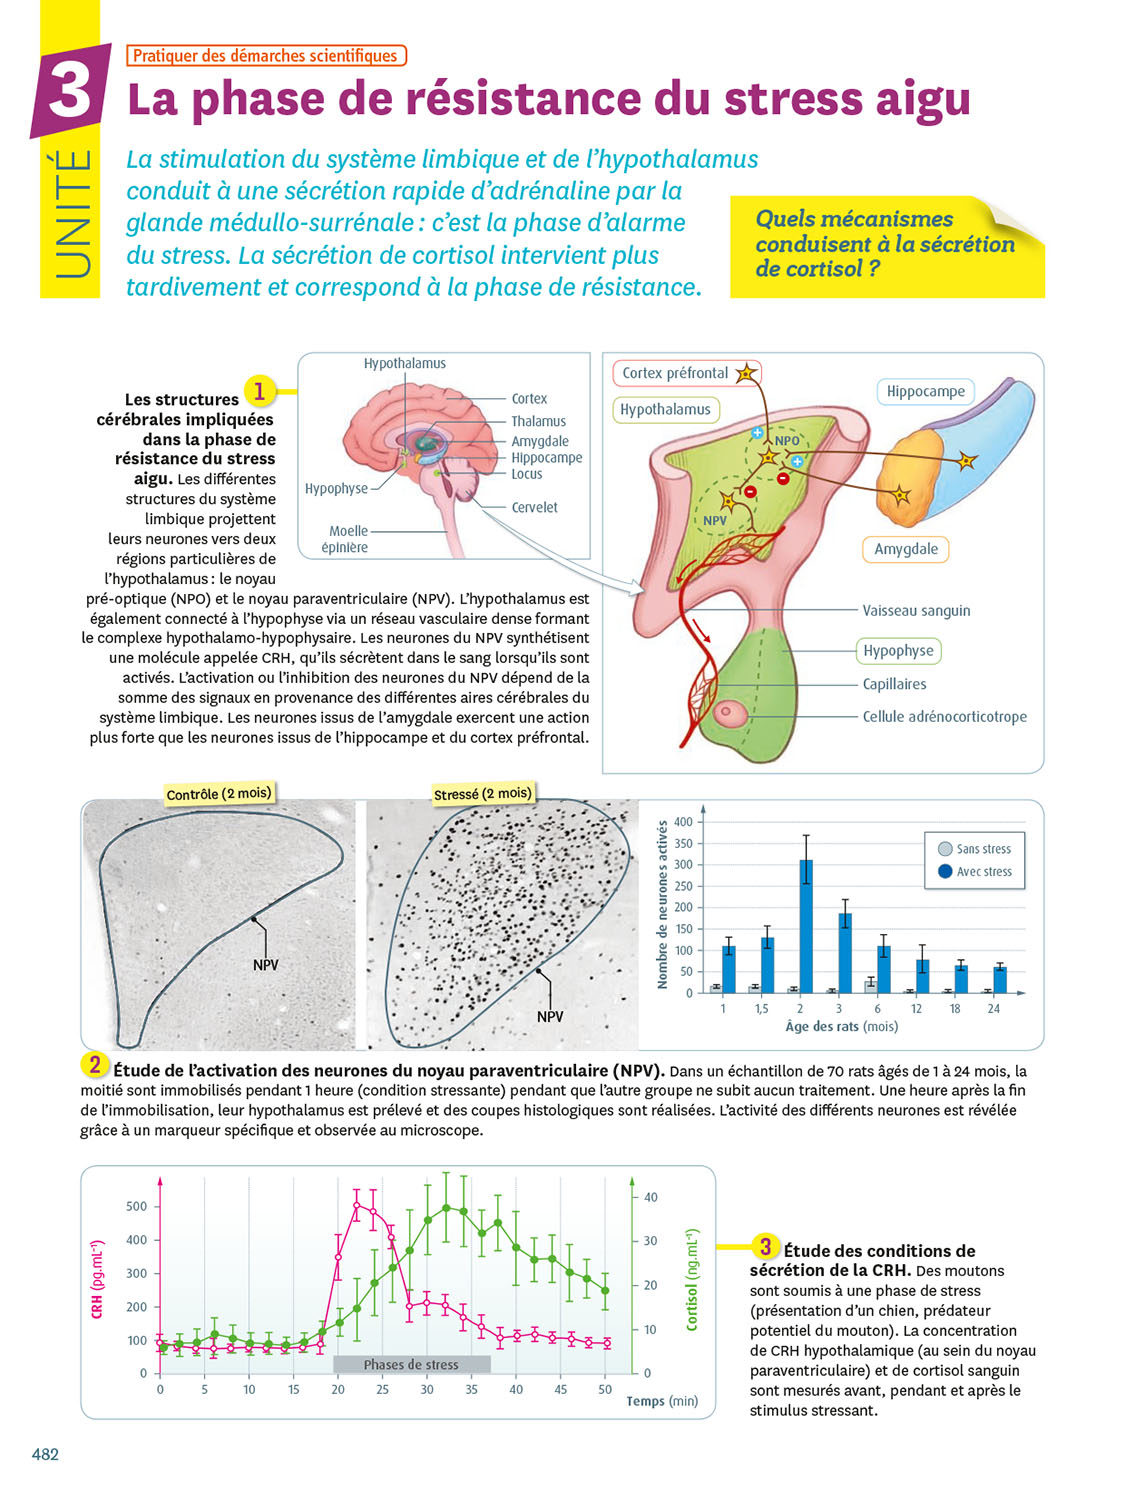 Pratiquer des démarches scientifiques
3
UNITÉ
La phase de résistance du stress aigu
La stimulation du système limbique et de l'hypothalamus
conduit à une sécrétion rapide d'adrénaline par la
glande médullo-surrénale : c'est la phase d'alarme
du stress. La sécrétion de cortisol intervient plus
tardivement et correspond à la phase de résistance.
Quels mécanismes
conduisent à la sécrétion
de cortisol ?
1
Les structures
cérébrales impliquées
dans la phase de
résistance du stress
aigu. Les différentes
structures du système
limbique projettent
leurs neurones vers deux
régions particulières de
l'hypothalamus : le noyau
pré-optique (NPO) et le noyau paraventriculaire (NPV). L'hypothalamus est
également connecté à l'hypophyse via un réseau vasculaire dense formant
le complexe hypothalamo-hypophysaire. Les neurones du NPV synthétisent
une molécule appelée CRH, qu'ils sécrètent dans le sang lorsqu'ils sont
activés. L'activation ou l'inhibition des neurones du NPV dépend de la
somme des signaux en provenance des différentes aires cérébrales du
système limbique. Les neurones issus de l'amygdale exercent une action
plus forte que les neurones issus de l'hippocampe et du cortex préfrontal.
Hypothalamus
Cortex
Thalamus
Amygdale
Hippocampe
Locus
Hypophyse
Cervelet
Moelle
épinière
Cortex préfrontal
Hypothalamus
Hippocampe
+
NPO
+
-
-
NPV
Amygdale
Vaisseau sanguin
Hypophyse
Capillaires
Cellule adrénocorticotrope
Contrôle (2 mois)
NPV
Stressé (2 mois)
NPV
Nombre de neurones activés
400
350
300
250
200
150
100
50
0
Sans stress
Avec stress
1 1,5 2 3 6 12 18 24
Âge des rats (mois)
2 Étude de l'activation des neurones du noyau paraventriculaire (NPV). Dans un échantillon de 70 rats âgés de 1 à 24 mois, la
moitié sont immobilisés pendant 1 heure (condition stressante) pendant que l'autre groupe ne subit aucun traitement. Une heure après la fin
de l'immobilisation, leur hypothalamus est prélevé et des coupes histologiques sont réalisées. L'activité des différents neurones est révélée
grâce à un marqueur spécifique et observée au microscope.
CRH (pg.mL⁻¹)
500
400
300
200
100
0
Cortisol (ng.mL⁻¹)
40
30
20
10
0
Phases de stress
0 5 10 15 20 25 30 35 40 45 50
Temps (min)
3 Étude des conditions de
sécrétion de la CRH. Des moutons
sont soumis à une phase de stress
(présentation d'un chien, prédateur
potentiel du mouton). La concentration
de CRH hypothalamique (au sein du noyau
paraventriculaire) et de cortisol sanguin
sont mesurés avant, pendant et après le
stimulus stressant.
482